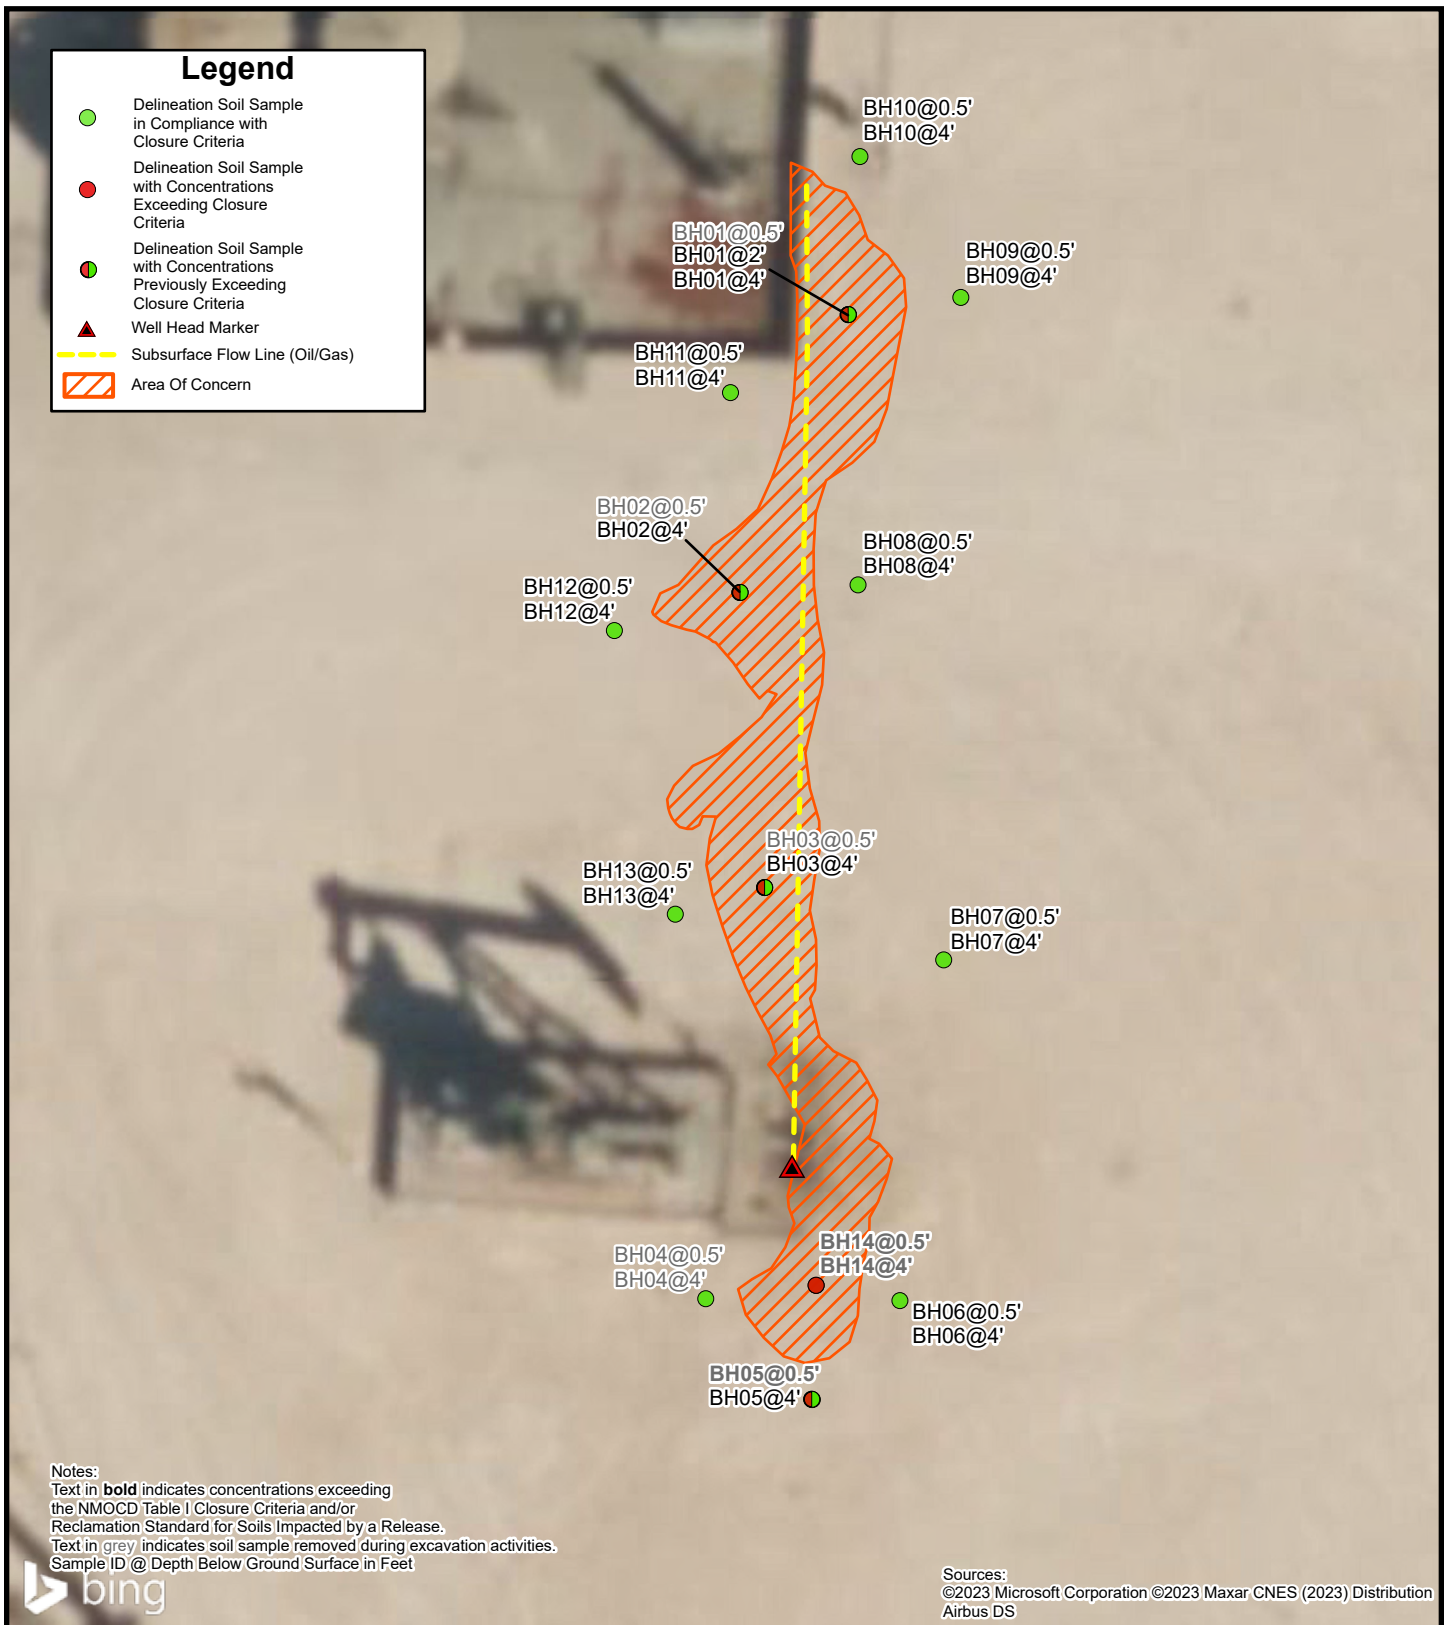 Legend
Delineation Soil Sample
in Compliance with
Closure Criteria
Delineation Soil Sample
with Concentrations
Exceeding Closure
Criteria
Delineation Soil Sample
with Concentrations
Previously Exceeding
Closure Criteria
Well Head Marker
Subsurface Flow Line (Oil/Gas)
Area Of Concern
BH10@0.5'
BH10@4'
BH01@0.5'
BH01@2'
BH01@4'
BH09@0.5'
BH09@4'
BH11@0.5'
BH11@4'
BH02@0.5'
BH02@4'
BH08@0.5'
BH08@4'
BH12@0.5'
BH12@4'
BH03@0.5'
BH03@4'
BH13@0.5'
BH13@4'
BH07@0.5'
BH07@4'
BH14@0.5'
BH14@4'
BH04@0.5'
BH04@4'
BH06@0.5'
BH06@4'
BH05@0.5'
BH05@4'
Notes:
Text in bold indicates concentrations exceeding
the NMOCD Table I Closure Criteria and/or
Reclamation Standard for Soils Impacted by a Release.
Text in grey indicates soil sample removed during excavation activities.
Sample ID @ Depth Below Ground Surface in Feet
bing
Sources:
©2023 Microsoft Corporation ©2023 Maxar CNES (2023) Distribution
Airbus DS